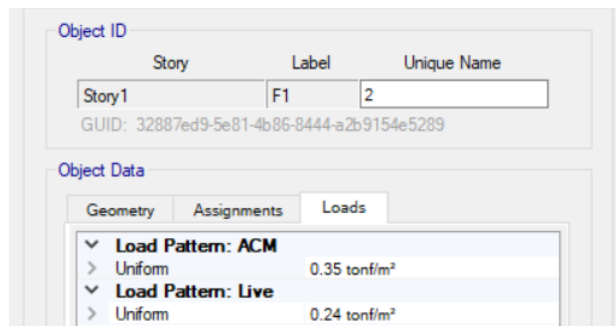 Object ID
Story Label Unique Name
Story1 F1 2
GUID: 32887ed9-5e81-4b86-8444-a2b9154e5289
Object Data
Geometry Assignments Loads
Load Pattern: ACM
Uniform 0.35 tonf/m²
Load Pattern: Live
Uniform 0.24 tonf/m²